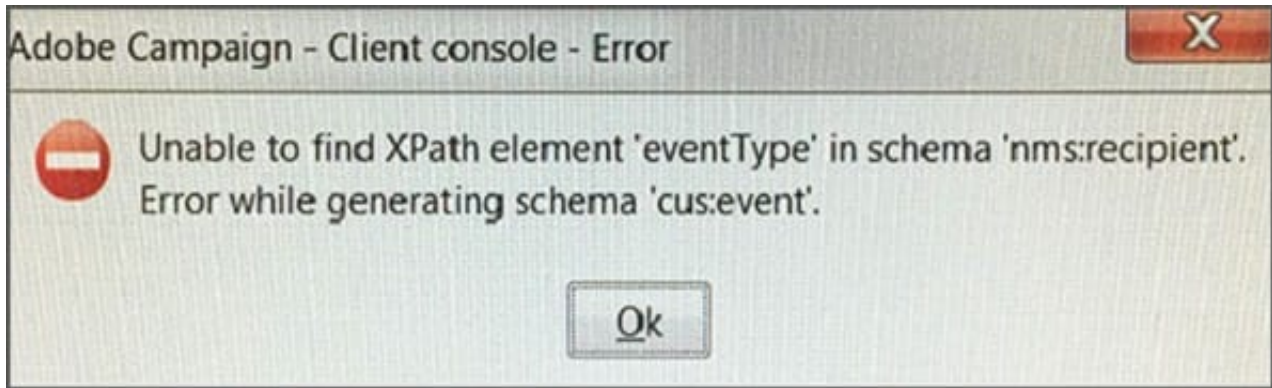 Adobe Campaign - Client console - Error
X
Unable to find XPath element 'eventType' in schema 'nms:recipient'.
Error while generating schema 'cus:event'.
Ok